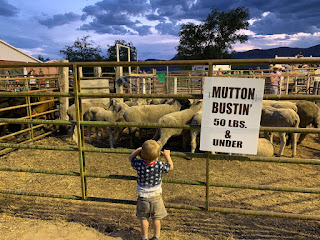 MUTTON
BUSTIN'
50 LBS.
&
UNDER